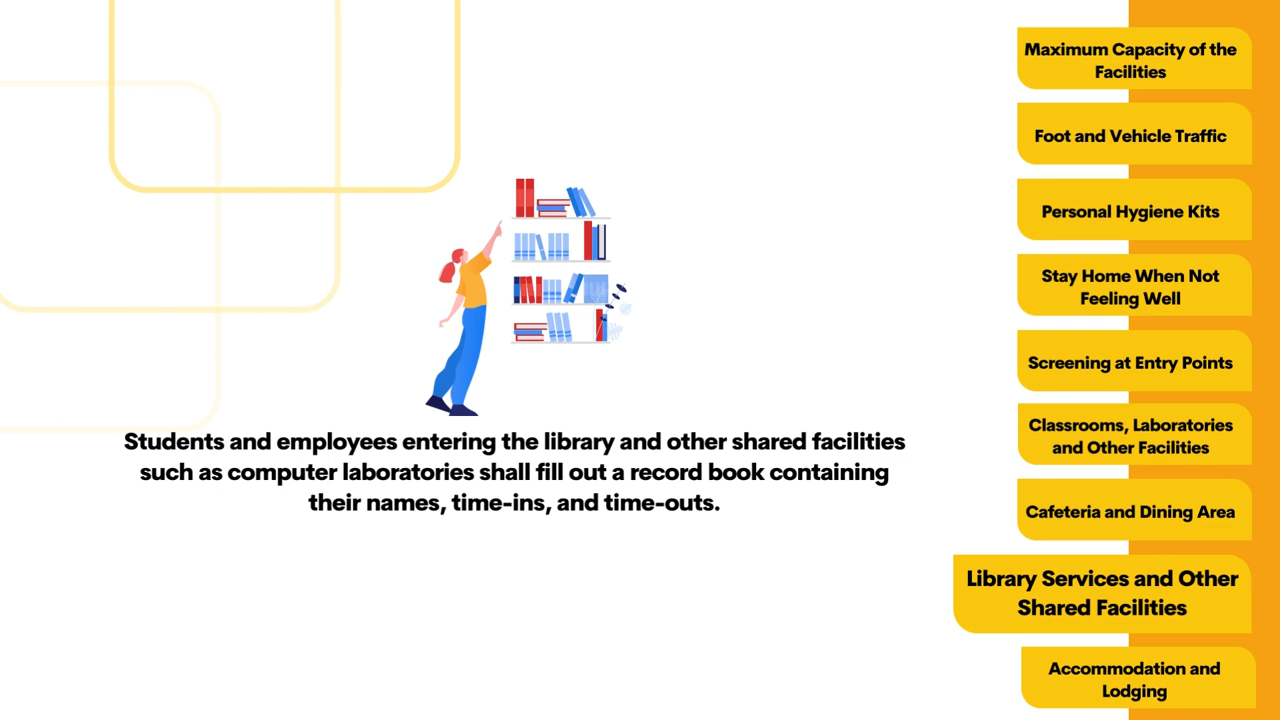 Students and employees entering the library and other shared facilities
such as computer laboratories shall fill out a record book containing
their names, time-ins, and time-outs.
Maximum Capacity of the
Facilities
Foot and Vehicle Traffic
Personal Hygiene Kits
Stay Home When Not
Feeling Well
Screening at Entry Points
Classrooms, Laboratories
and Other Facilities
Cafeteria and Dining Area
Library Services and Other
Shared Facilities
Accommodation and
Lodging